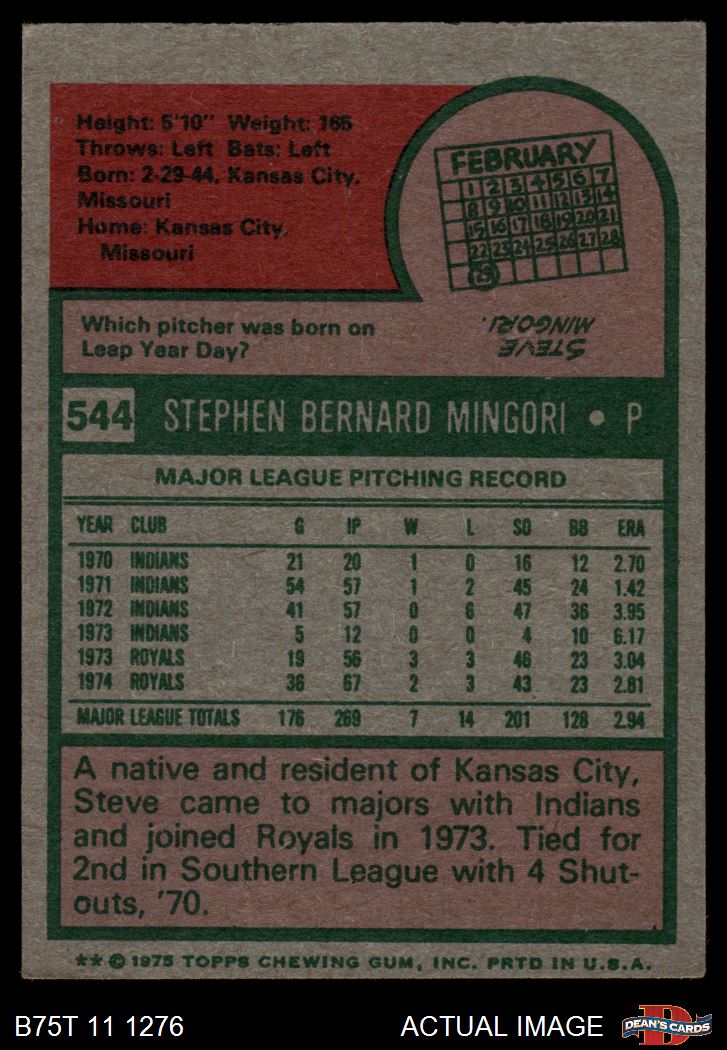 Height: 5'10" Weight: 165
Throws: Left Bats: Left
Born: 2-29-44, Kansas City,
Missouri
Home: Kansas City,
Missouri
FEBRUARY
1 2 3 4 5 6 7
8 9 10 11 12 13 14
15 16 17 18 19 20 21
22 23 24 25 26 27 28
29
Which pitcher was born on
Leap Year Day?
STEVE
MINGORI.
544 STEPHEN BERNARD MINGORI • P
MAJOR LEAGUE PITCHING RECORD
YEAR CLUB G IP W L SO BB ERA
1970 INDIANS 21 20 1 0 16 12 2.70
1971 INDIANS 54 57 1 2 45 24 1.42
1972 INDIANS 41 57 0 6 47 36 3.95
1973 INDIANS 5 12 0 0 4 10 6.17
1973 ROYALS 19 56 3 3 46 23 3.04
1974 ROYALS 36 67 2 3 43 23 2.81
MAJOR LEAGUE TOTALS 176 269 7 14 201 128 2.94
A native and resident of Kansas City,
Steve came to majors with Indians
and joined Royals in 1973. Tied for
2nd in Southern League with 4 Shut-
outs, '70.
** © 1975 TOPPS CHEWING GUM, INC. PRTD IN U.S.A.
B75T 11 1276 ACTUAL IMAGE
D
DEAN'S CARDS